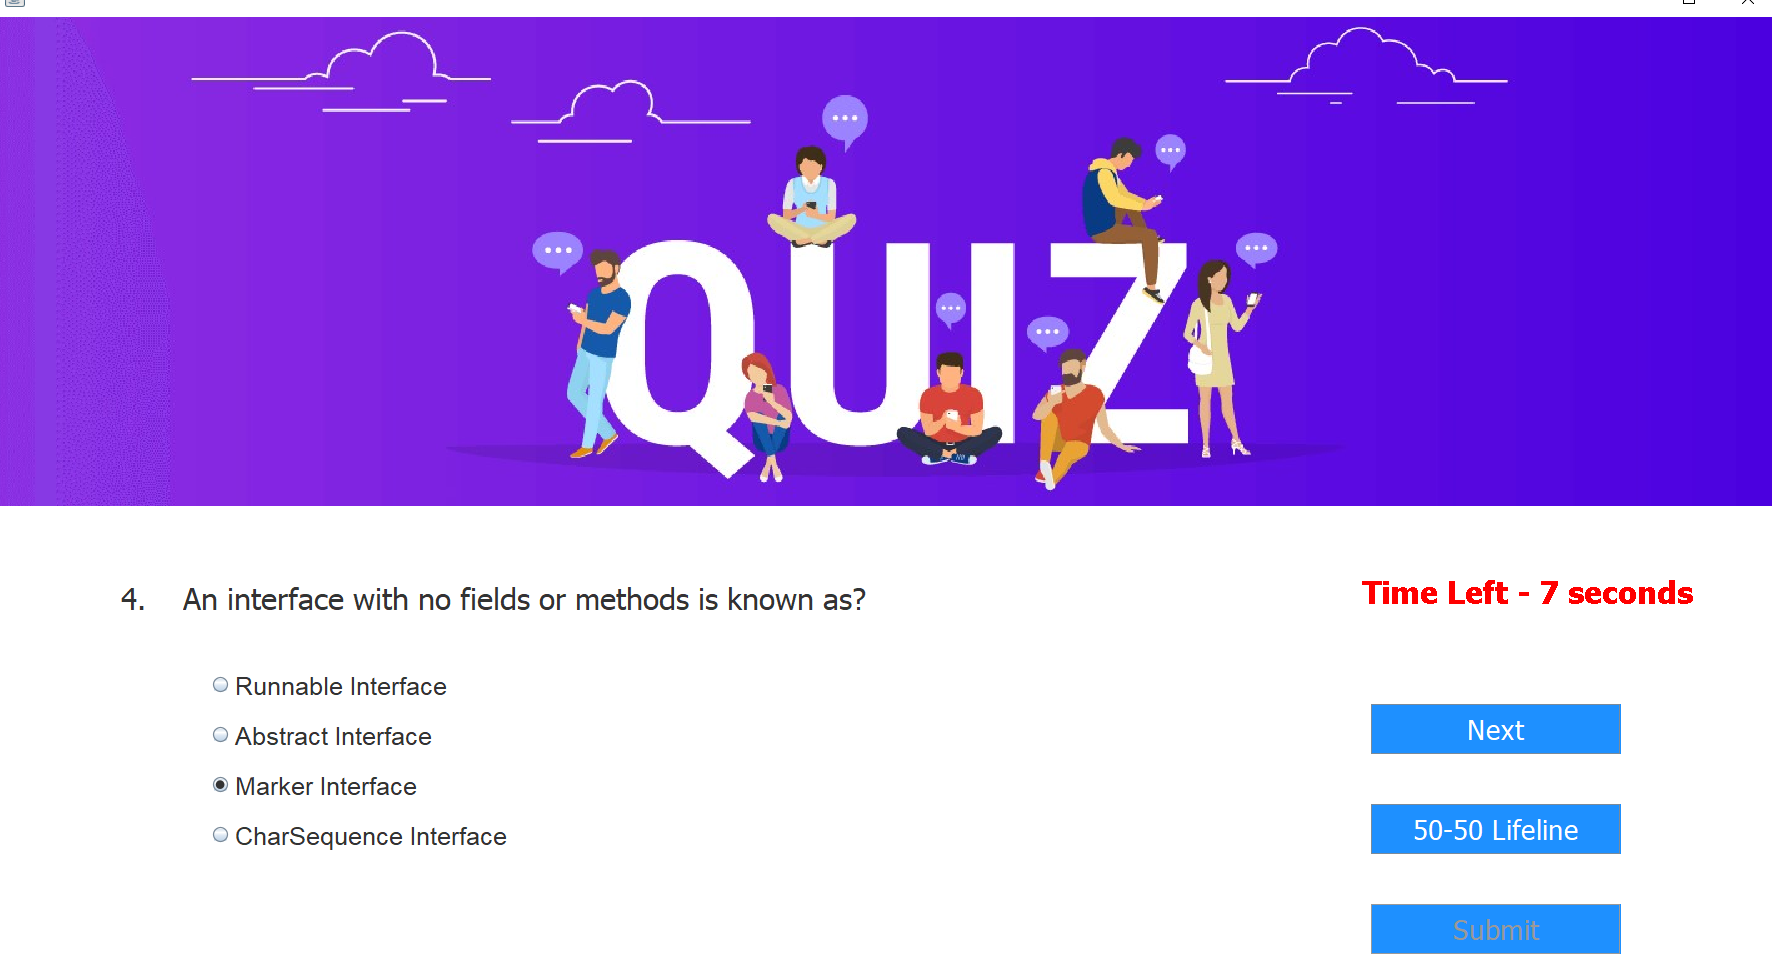 QUIZ
4. An interface with no fields or methods is known as?
Time Left - 7 seconds
Runnable Interface
Abstract Interface
Marker Interface
CharSequence Interface
Next
50-50 Lifeline
Submit